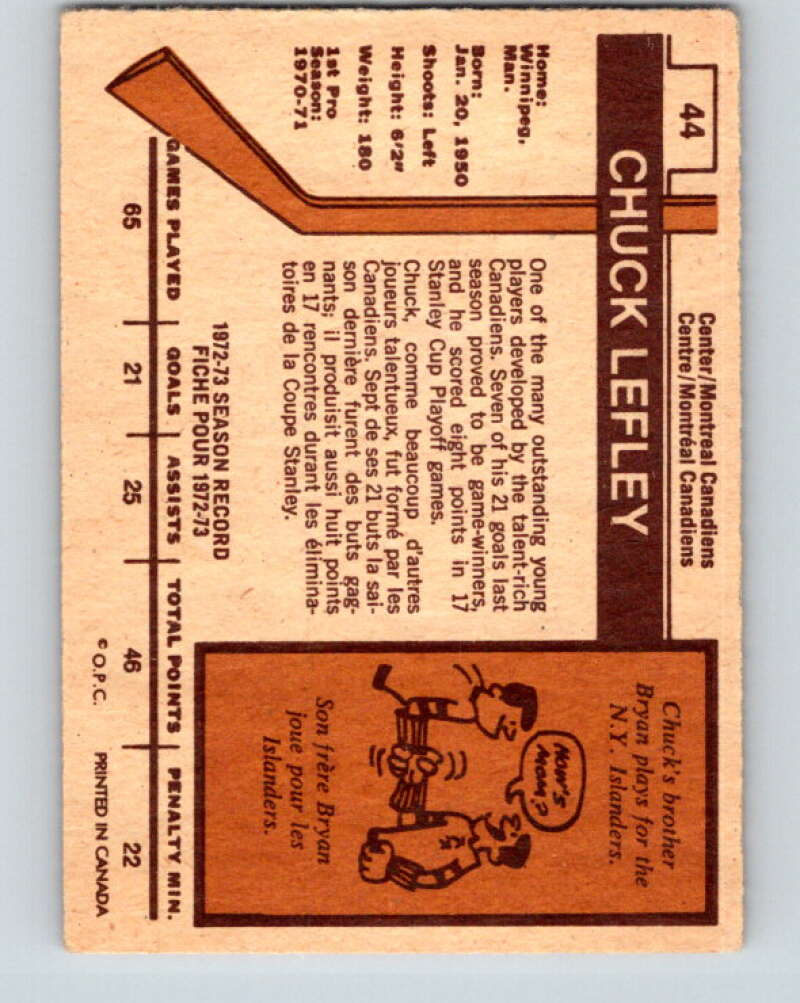 44
Center/Montreal Canadiens
Centre/Montréal Canadiens
CHUCK LEFLEY
Home:
Winnipeg,
Man.
Born:
Jan. 20, 1950
Shoots: Left
Height: 6'2"
Weight: 180
1st Pro
Season:
1970-71
One of the many outstanding young
players developed by the talent-rich
Canadiens. Seven of his 21 goals last
season proved to be game-winners,
and he scored eight points in 17
Stanley Cup Playoff games.
Chuck, comme beaucoup d'autres
joueurs talentueux, fut formé par les
Canadiens. Sept de ses 21 buts la sai-
son dernière furent des buts gag-
nants; il produisit aussi huit points
en 17 rencontres durant les élimina-
toires de la Coupe Stanley.
Chuck's brother
Bryan plays for the
N.Y. Islanders.
HOW'S
MOM?
Son frère Bryan
joue pour les
Islanders.
1972-73 SEASON RECORD
FICHE POUR 1972-73
GAMES PLAYED GOALS ASSISTS TOTAL POINTS PENALTY MIN.
65 21 25 46 22
© O.P.C. PRINTED IN CANADA